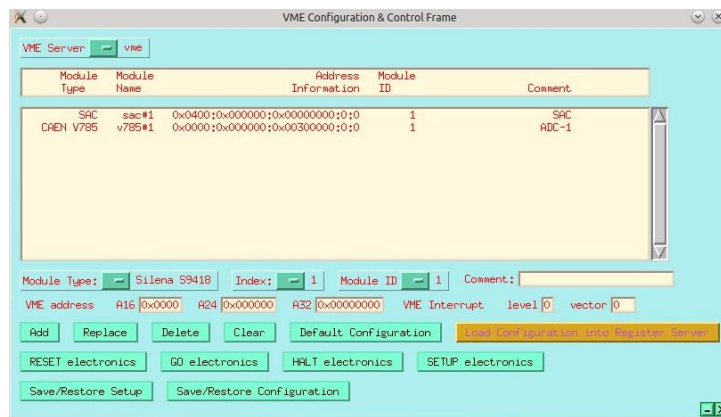 VME Configuration & Control Frame
VME Server vme
Module Module Address Module
Type Name Information ID Comment
SAC sac#1 0x0400:0x000000:0x00000000:0:0 1 SAC
CAEN V785 v785#1 0x0000:0x000000:0x00300000:0:0 1 ADC-1
Module Type: Silena S9418 Index: 1 Module ID 1 Comment:
VME address A16 0x0000 A24 0x000000 A32 0x00000000 VME Interrupt level 0 vector 0
Add Replace Delete Clear Default Configuration Load Configuration into Register Server
RESET electronics GO electronics HALT electronics SETUP electronics
Save/Restore Setup Save/Restore Configuration